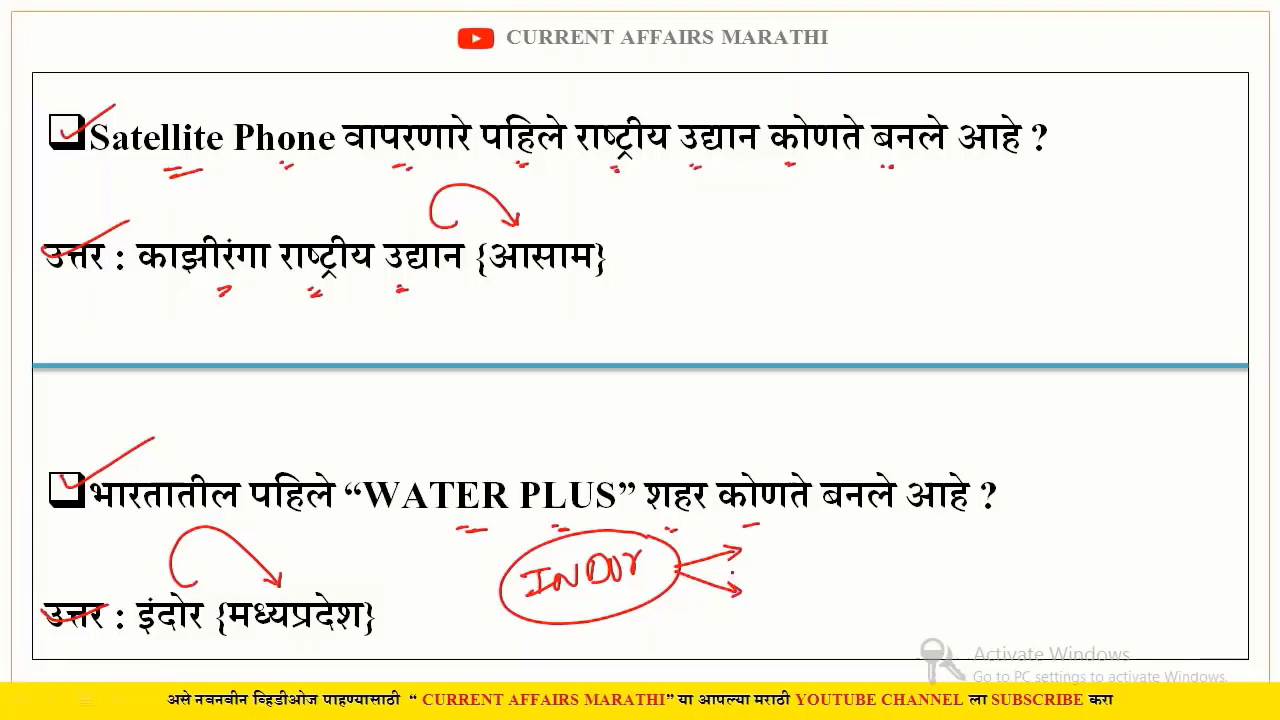 CURRENT AFFAIRS MARATHI
Satellite Phone वापरणारे पहिले राष्ट्रीय उद्यान कोणते बनले आहे ?
उत्तर : काझीरंगा राष्ट्रीय उद्यान {आसाम}
भारतातील पहिले “WATER PLUS” शहर कोणते बनले आहे ?
INDOR
उत्तर : इंदोर {मध्यप्रदेश}
Activate Windows
Go to PC settings to activate Windows.
असे नवनवीन व्हिडीओज पाहण्यासाठी “ CURRENT AFFAIRS MARATHI” या आपल्या मराठी YOUTUBE CHANNEL ला SUBSCRIBE करा